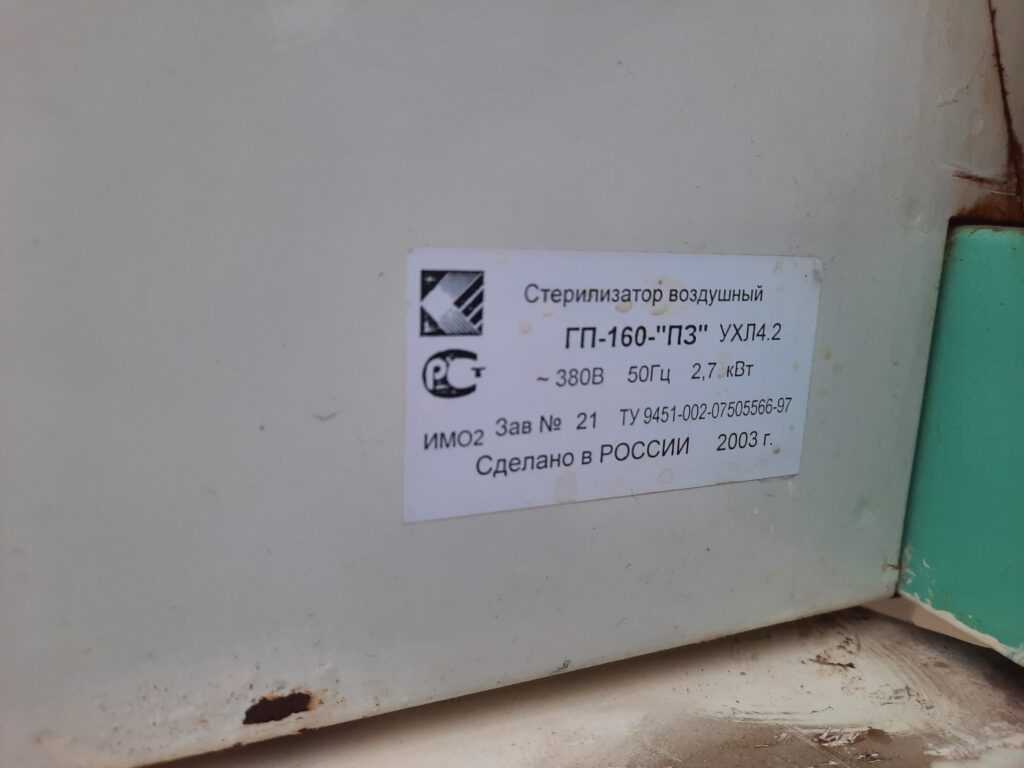 Стерилизатор воздушный
ГП-160-"ПЗ" УХЛ4.2
~ 380В 50Гц 2,7 кВт
РСТ
ИМО2 Зав № 21 ТУ 9451-002-07505566-97
Сделано в РОССИИ 2003 г.